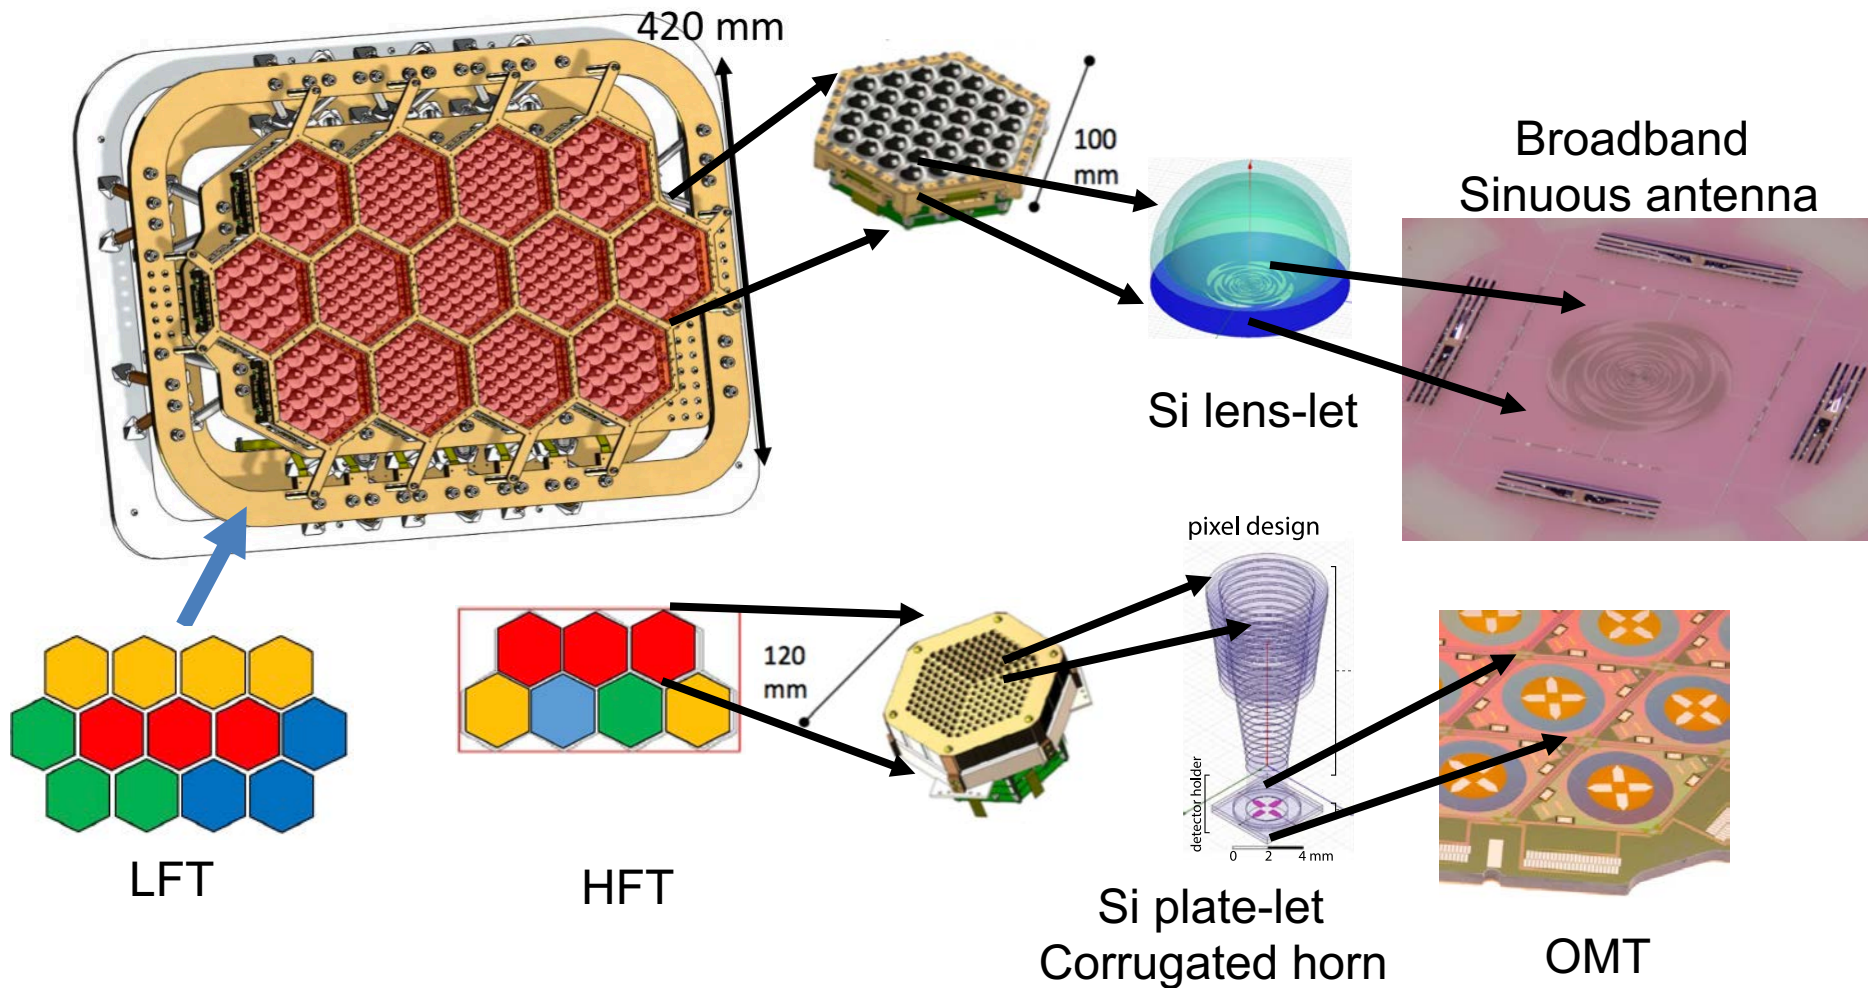 420 mm
100
mm
Broadband
Sinuous antenna
Si lens-let
pixel design
120
mm
detector holder
0 2 4 mm
LFT
HFT
Si plate-let
Corrugated horn
OMT